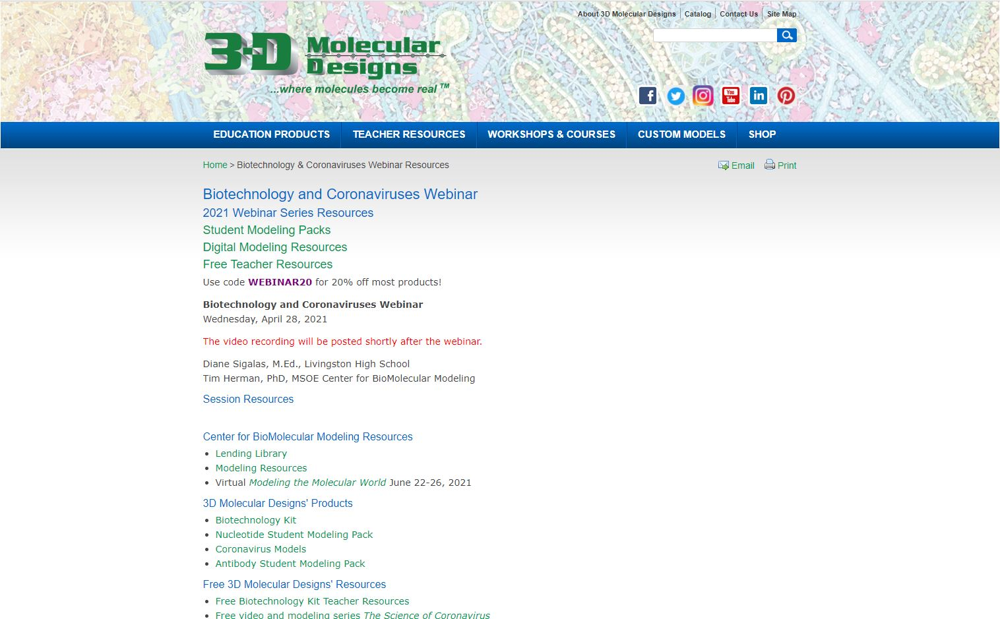 About 3D Molecular Designs Catalog Contact Us Site Map
3-D Molecular
Designs
...where molecules become real ™
f You Tube in
EDUCATION PRODUCTS TEACHER RESOURCES WORKSHOPS & COURSES CUSTOM MODELS SHOP
Home > Biotechnology & Coronaviruses Webinar Resources Email Print
Biotechnology and Coronaviruses Webinar
2021 Webinar Series Resources
Student Modeling Packs
Digital Modeling Resources
Free Teacher Resources
Use code WEBINAR20 for 20% off most products!
Biotechnology and Coronaviruses Webinar
Wednesday, April 28, 2021
The video recording will be posted shortly after the webinar.
Diane Sigalas, M.Ed., Livingston High School
Tim Herman, PhD, MSOE Center for BioMolecular Modeling
Session Resources
Center for BioMolecular Modeling Resources
• Lending Library
• Modeling Resources
• Virtual Modeling the Molecular World June 22-26, 2021
3D Molecular Designs' Products
• Biotechnology Kit
• Nucleotide Student Modeling Pack
• Coronavirus Models
• Antibody Student Modeling Pack
Free 3D Molecular Designs' Resources
• Free Biotechnology Kit Teacher Resources
• Free video and modeling series The Science of Coronavirus